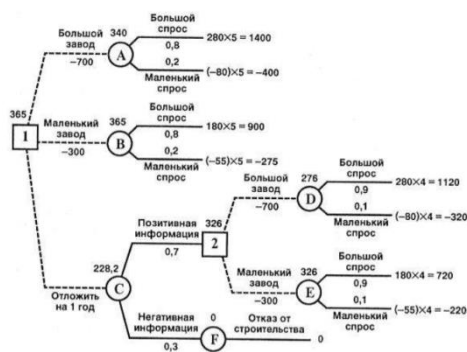 Большой
завод
−700
340
A
Большой
спрос
0,8
280×5 = 1400
0,2
Маленький
спрос
(−80)×5 = −400
365
1
Маленький
завод
−300
365
B
Большой
спрос
0,8
180×5 = 900
0,2
Маленький
спрос
(−55)×5 = −275
Отложить
на 1 год
228,2
C
Позитивная
информация
0,7
326
2
Большой
завод
−700
276
D
Большой
спрос
0,9
280×4 = 1120
0,1
Маленький
спрос
(−80)×4 = −320
Маленький
завод
−300
326
E
Большой
спрос
0,9
180×4 = 720
0,1
Маленький
спрос
(−55)×4 = −220
Негативная
информация
0,3
0
F
Отказ от
строительства
0